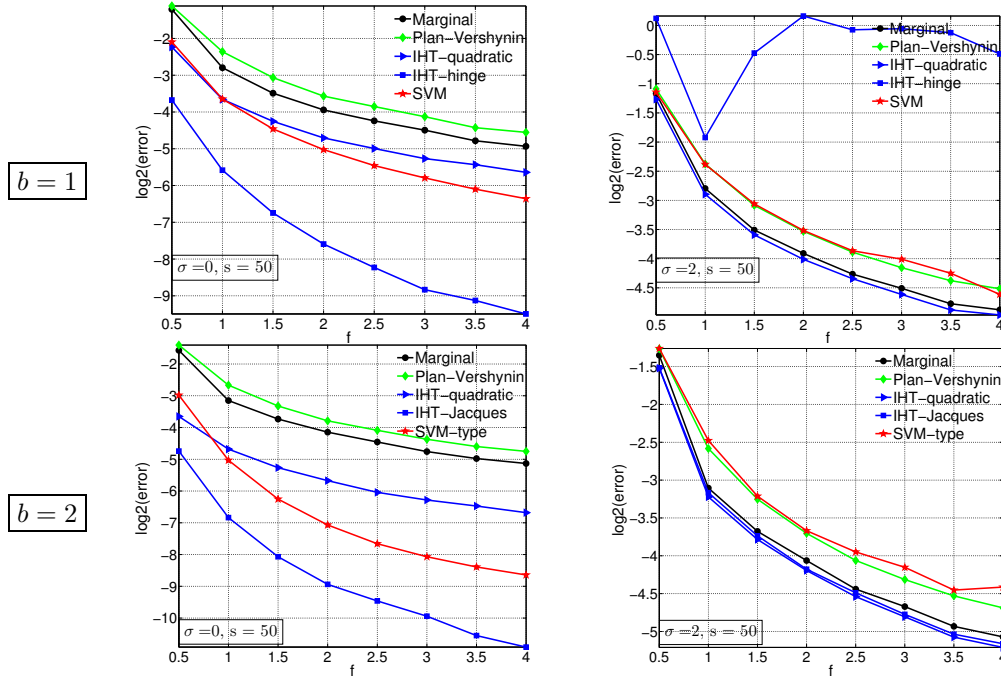 b = 1
log2(error)
−2
−3
−4
−5
−6
−7
−8
−9
0.5 1 1.5 2 2.5 3 3.5 4
f
Marginal
Plan−Vershynin
IHT−quadratic
IHT−hinge
SVM
σ =0, s = 50
log2(error)
0
−0.5
−1
−1.5
−2
−2.5
−3
−3.5
−4
−4.5
0.5 1 1.5 2 2.5 3 3.5 4
f
Marginal
Plan−Vershynin
IHT−quadratic
IHT−hinge
SVM
σ =2, s = 50
b = 2
log2(error)
−2
−3
−4
−5
−6
−7
−8
−9
−10
0.5 1 1.5 2 2.5 3 3.5 4
f
Marginal
Plan−Vershynin
IHT−quadratic
IHT−Jacques
SVM−type
σ =0, s = 50
log2(error)
−1.5
−2
−2.5
−3
−3.5
−4
−4.5
−5
0.5 1 1.5 2 2.5 3 3.5 4
f
Marginal
Plan−Vershynin
IHT−quadratic
IHT−Jacques
SVM−type
σ =2, s = 50